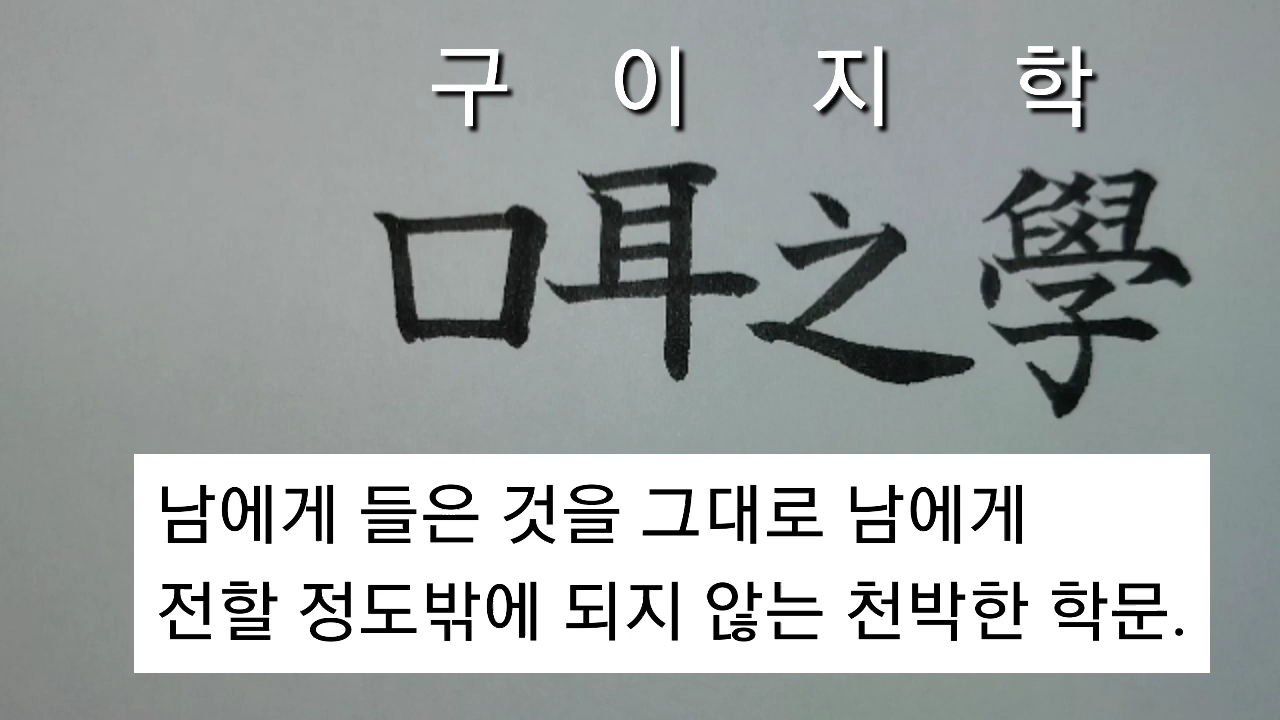 구 이 지 학
口耳之學
남에게 들은 것을 그대로 남에게
전할 정도밖에 되지 않는 천박한 학문.